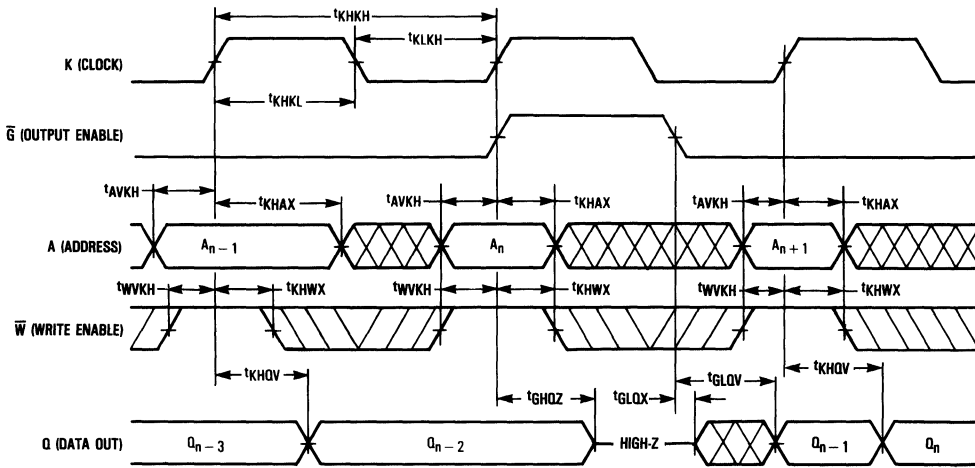 tKHKH
tKLKH
K (CLOCK)
tKHKL
G̅ (OUTPUT ENABLE)
tAVKH tKHAX tAVKH tKHAX tAVKH tKHAX
A (ADDRESS) An – 1 An An + 1
tWVKH tKHWX tWVKH tKHWX tWVKH tKHWX
W̅ (WRITE ENABLE)
tKHQV tGHQZ tGLQX tGLQV tKHQV
Q (DATA OUT) Qn – 3 Qn – 2 HIGH-Z Qn – 1 Qn